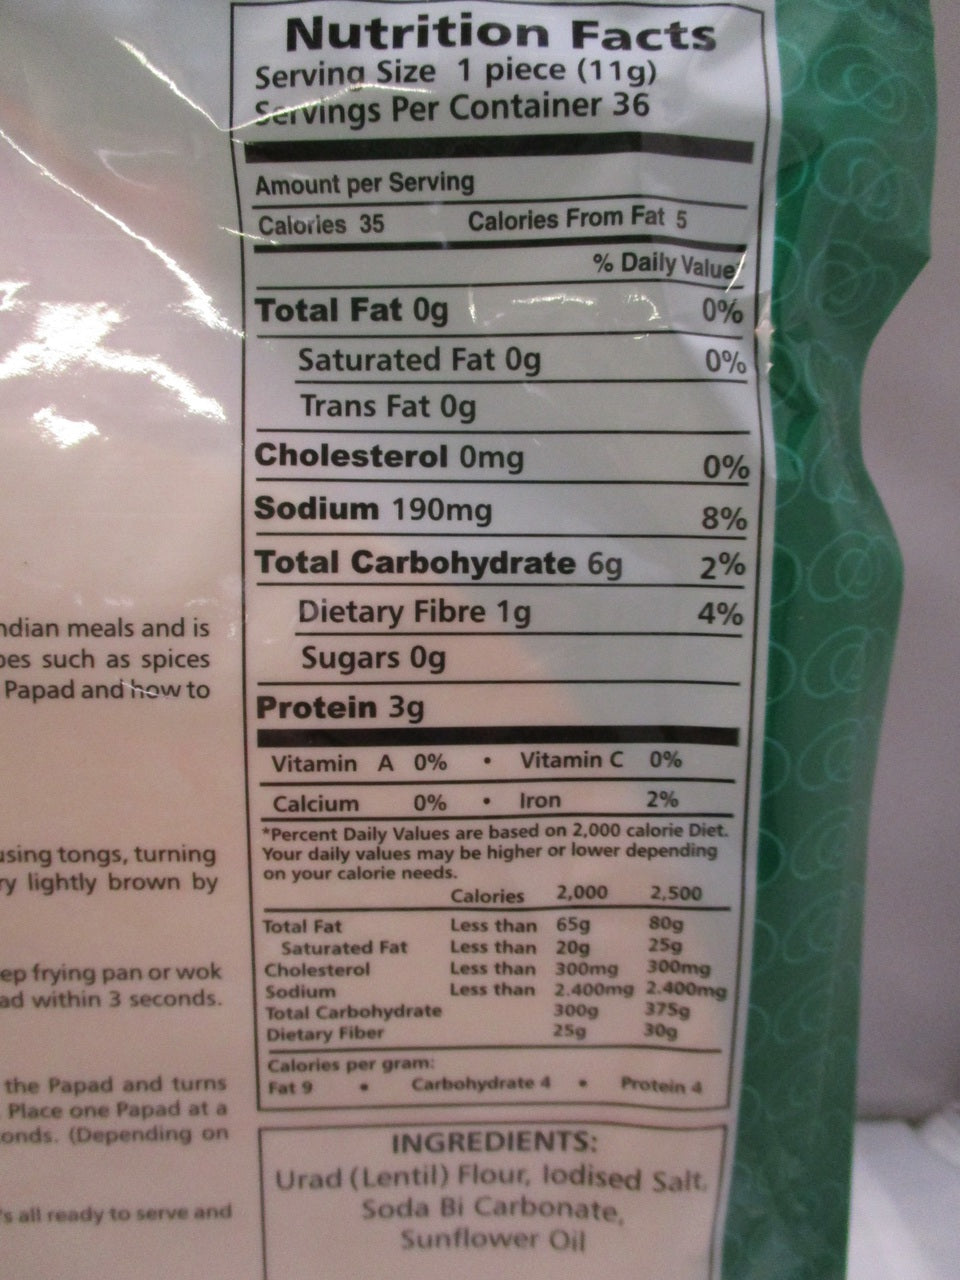 Nutrition Facts
Serving Size 1 piece (11g)
Servings Per Container 36
Amount per Serving
Calories 35 Calories From Fat 5
% Daily Value*
Total Fat 0g 0%
Saturated Fat 0g 0%
Trans Fat 0g
Cholesterol 0mg 0%
Sodium 190mg 8%
Total Carbohydrate 6g 2%
Dietary Fibre 1g 4%
Sugars 0g
Protein 3g
Vitamin A 0% • Vitamin C 0%
Calcium 0% • Iron 2%
*Percent Daily Values are based on 2,000 calorie Diet.
Your daily values may be higher or lower depending
on your calorie needs.
Calories 2,000 2,500
Total Fat Less than 65g 80g
Saturated Fat Less than 20g 25g
Cholesterol Less than 300mg 300mg
Sodium Less than 2.400mg 2.400mg
Total Carbohydrate 300g 375g
Dietary Fiber 25g 30g
Calories per gram:
Fat 9 • Carbohydrate 4 • Protein 4
INGREDIENTS:
Urad (Lentil) Flour, Iodised Salt,
Soda Bi Carbonate,
Sunflower Oil
meals and is
such as spices
Papad and how to
tongs, turning
lightly brown by
frying pan or wok
within 3 seconds.
the Papad and turns
Place one Papad at a
(Depending on
all ready to serve and